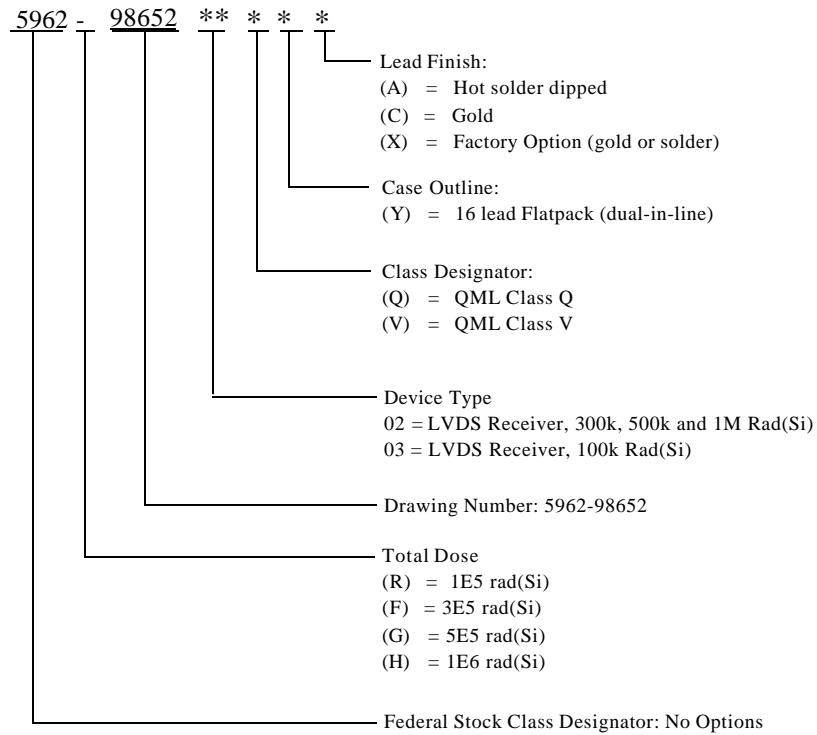 5962 - 98652 ** * * *
Lead Finish:
(A) = Hot solder dipped
(C) = Gold
(X) = Factory Option (gold or solder)
Case Outline:
(Y) = 16 lead Flatpack (dual-in-line)
Class Designator:
(Q) = QML Class Q
(V) = QML Class V
Device Type
02 = LVDS Receiver, 300k, 500k and 1M Rad(Si)
03 = LVDS Receiver, 100k Rad(Si)
Drawing Number: 5962-98652
Total Dose
(R) = 1E5 rad(Si)
(F) = 3E5 rad(Si)
(G) = 5E5 rad(Si)
(H) = 1E6 rad(Si)
Federal Stock Class Designator: No Options